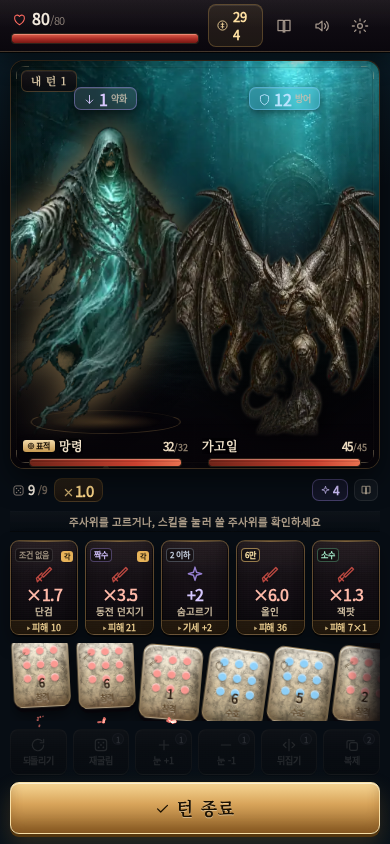 80/80
29
4
내 턴 1
1 약화
12 방어
표적 망령 32/32
가고일 45/45
9/9 ×1.0
4
주사위를 고르거나, 스킬을 눌러 쓸 주사위를 확인하세요
조건 없음 각
×1.7
단검
▸피해 10
짝수 각
×3.5
동전 던지기
▸피해 21
2 이하
+2
숨고르기
▸기세 +2
6만
×6.0
올인
▸피해 36
소수
×1.3
잭팟
▸피해 7×1
6
6
1
6
5
2
되돌리기
재굴림 1
눈 +1 1
눈 -1 1
뒤집기 1
복제 2
턴 종료